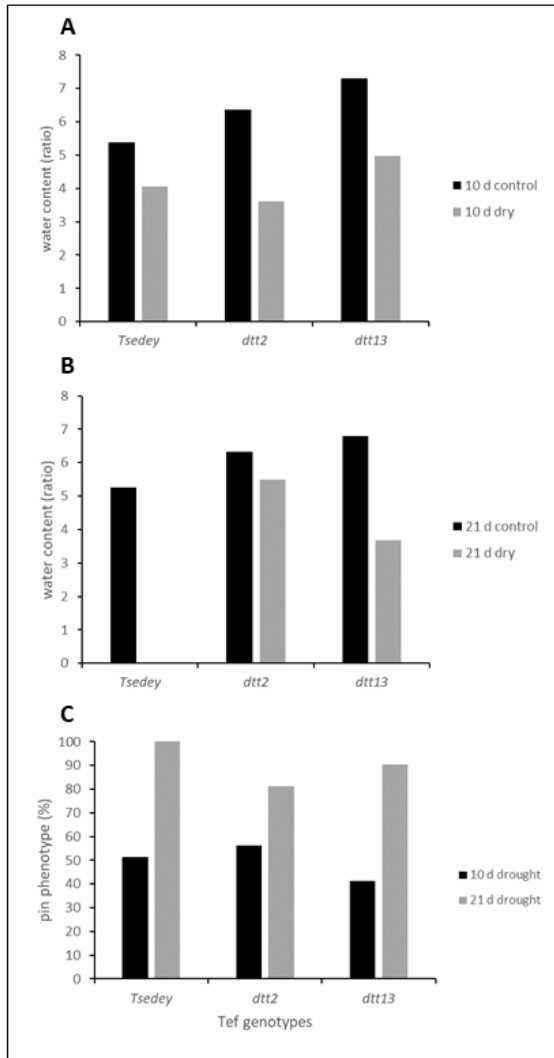 A
8
7
6
5
4
3
2
1
0
water content (ratio)
10 d control
10 d dry
Tsedey dtt2 dtt13
B
8
7
6
5
4
3
2
1
0
water content (ratio)
21 d control
21 d dry
Tsedey dtt2 dtt13
C
100
90
80
70
60
50
40
30
20
10
0
pin phenotype (%)
10 d drought
21 d drought
Tsedey dtt2 dtt13
Tef genotypes